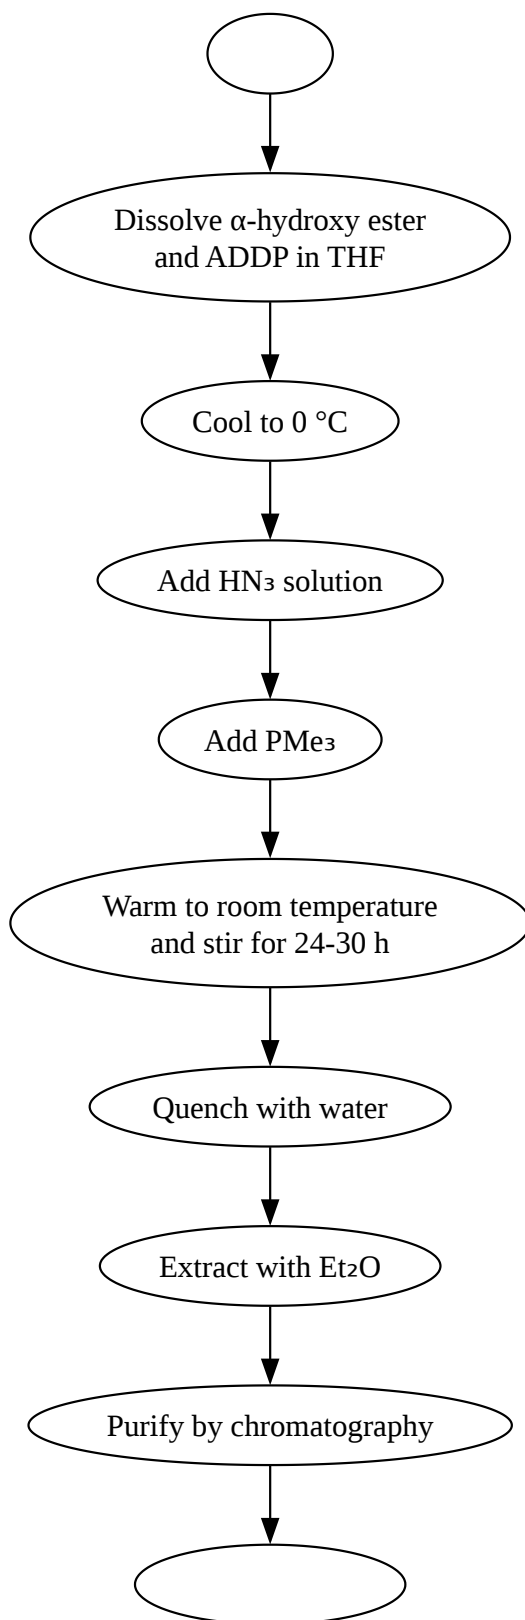 Dissolve α-hydroxy ester
and ADDP in THF
Cool to 0 °C
Add HN₃ solution
Add PMe₃
Warm to room temperature
and stir for 24-30 h
Quench with water
Extract with Et₂O
Purify by chromatography